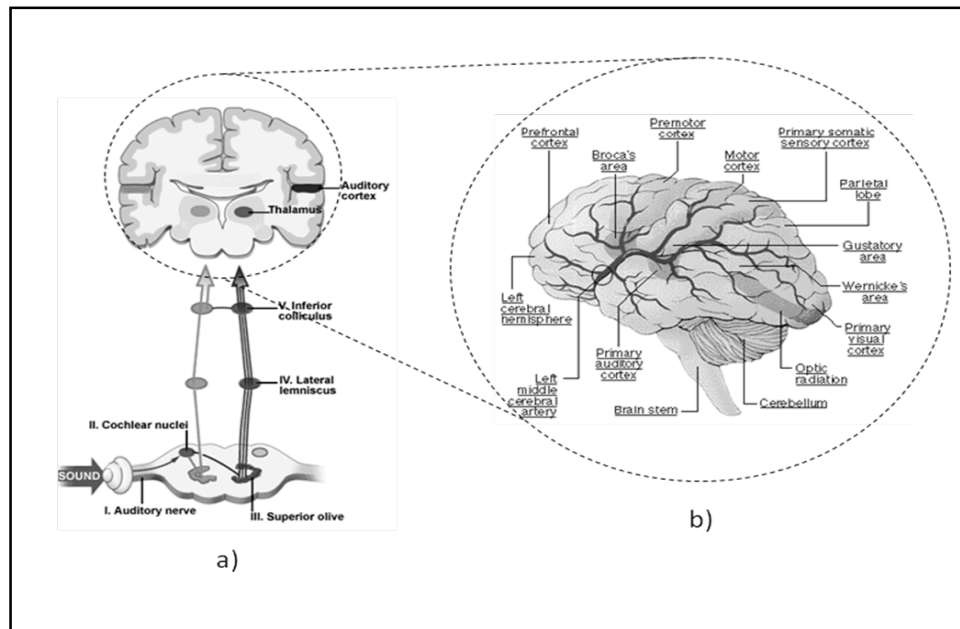 Auditory
cortex
Thalamus
V. Inferior
colliculus
IV. Lateral
lemniscus
II. Cochlear nuclei
SOUND
I. Auditory nerve
III. Superior olive
a)
Prefrontal
cortex
Broca's
area
Premotor
cortex
Motor
cortex
Primary somatic
sensory cortex
Parietal
lobe
Gustatory
area
Wernicke's
area
Primary
visual
cortex
Optic
radiation
Cerebellum
Brain stem
Primary
auditory
cortex
Left
middle
cerebral
artery
Left
cerebral
hemisphere
b)